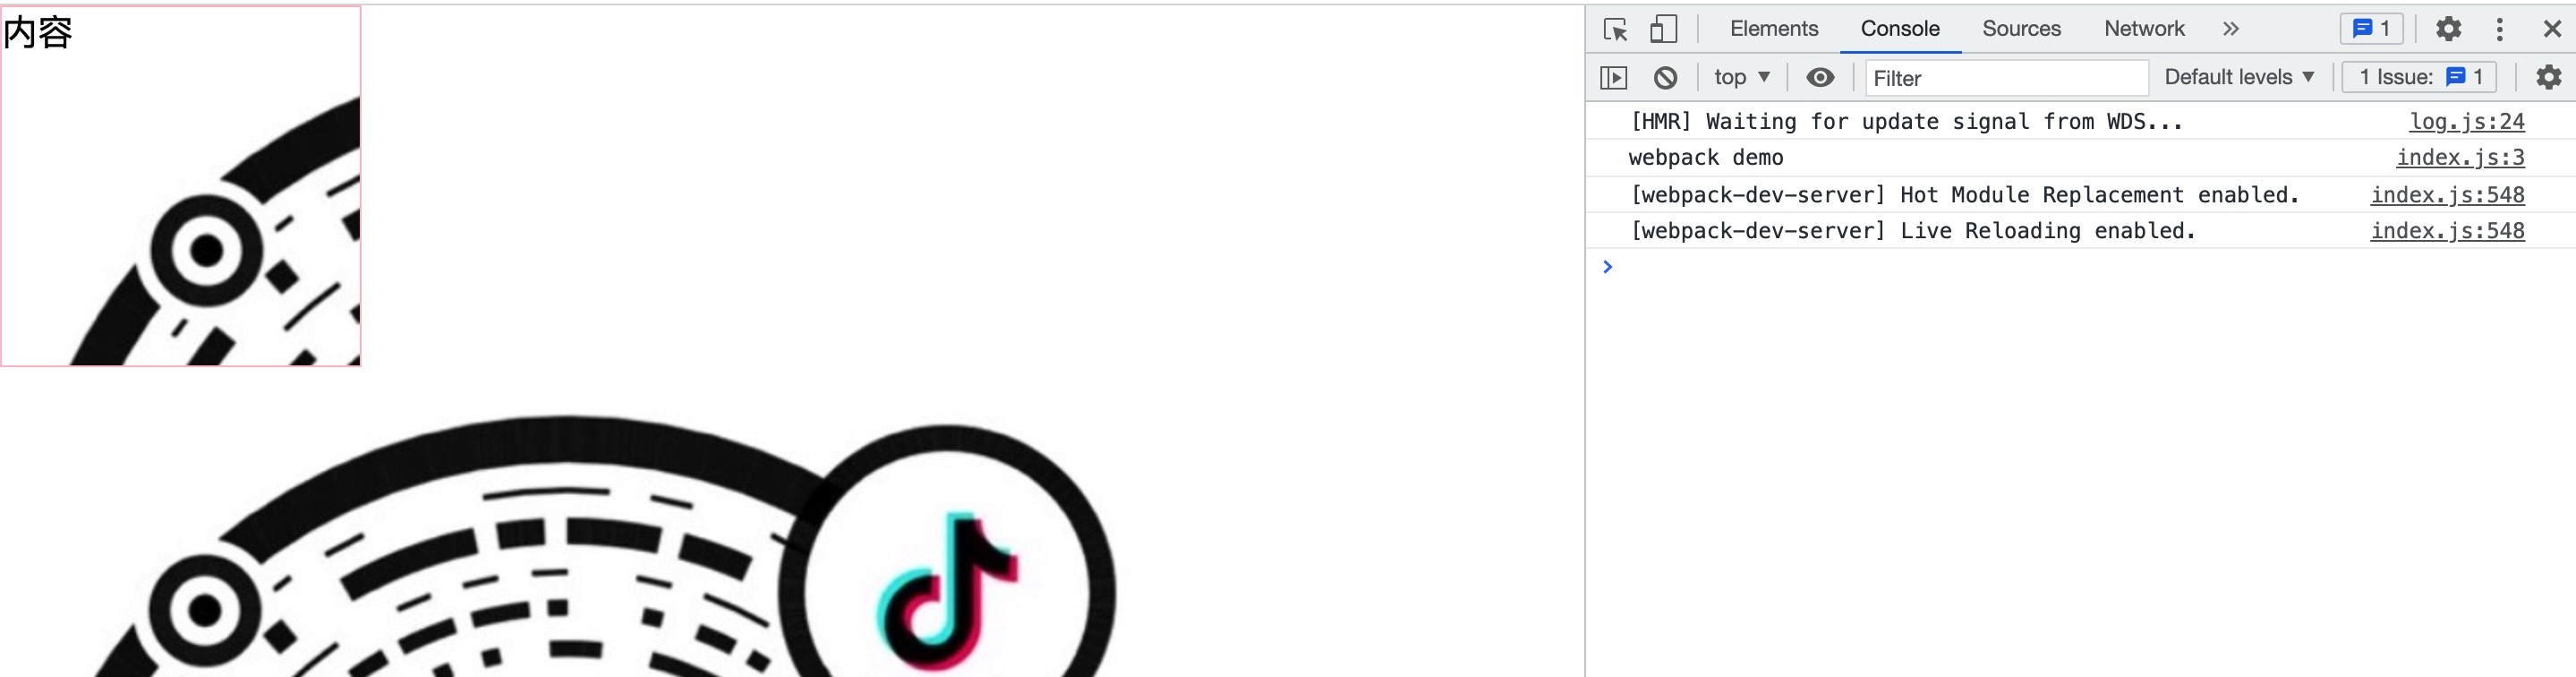 内容
Elements Console Sources Network 1
top Filter Default levels 1 Issue: 1
[HMR] Waiting for update signal from WDS... log.js:24
webpack demo index.js:3
[webpack-dev-server] Hot Module Replacement enabled. index.js:548
[webpack-dev-server] Live Reloading enabled. index.js:548